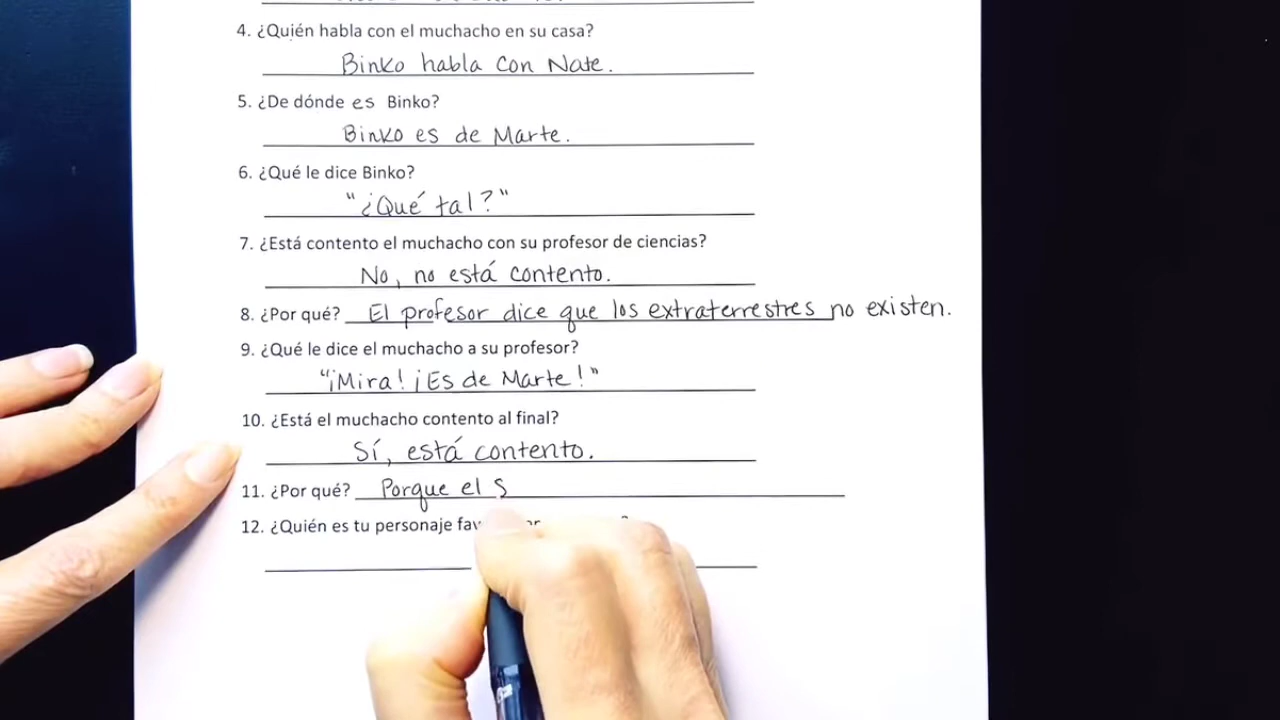 4. ¿Quién habla con el muchacho en su casa?
Binko habla con Nate.
5. ¿De dónde es Binko?
Binko es de Marte.
6. ¿Qué le dice Binko?
"¿Qué tal?"
7. ¿Está contento el muchacho con su profesor de ciencias?
No, no está contento.
8. ¿Por qué? El profesor dice que los extraterrestres no existen.
9. ¿Qué le dice el muchacho a su profesor?
"¡Mira! ¡Es de Marte!"
10. ¿Está el muchacho contento al final?
Sí, está contento.
11. ¿Por qué? Porque el S
12. ¿Quién es tu personaje